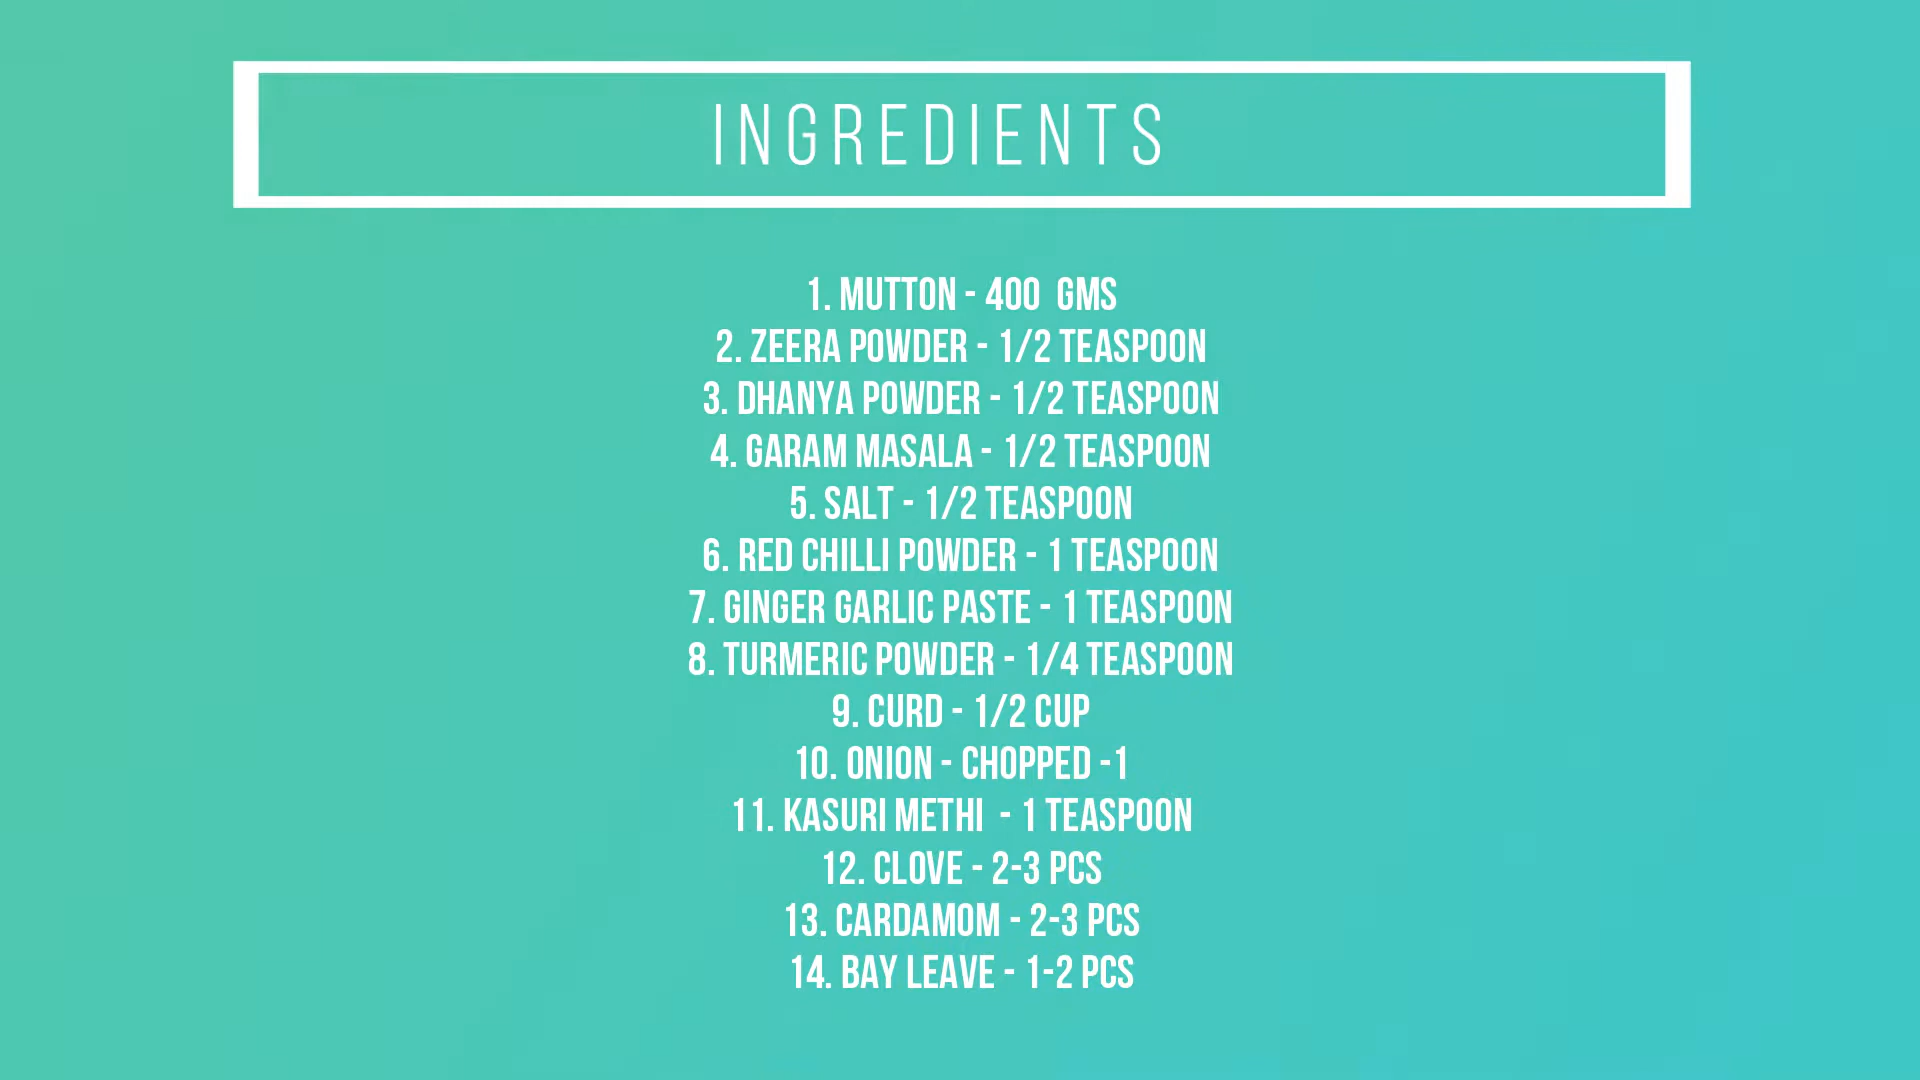 INGREDIENTS
1. MUTTON - 400  GMS
2. ZEERA POWDER - 1/2 TEASPOON
3. DHANYA POWDER - 1/2 TEASPOON
4. GARAM MASALA - 1/2 TEASPOON
5. SALT - 1/2 TEASPOON
6. RED CHILLI POWDER - 1 TEASPOON
7. GINGER GARLIC PASTE - 1 TEASPOON
8. TURMERIC POWDER - 1/4 TEASPOON
9. CURD - 1/2 CUP
10. ONION - CHOPPED -1
11. KASURI METHI  - 1 TEASPOON
12. CLOVE - 2-3 PCS
13. CARDAMOM - 2-3 PCS
14. BAY LEAVE - 1-2 PCS